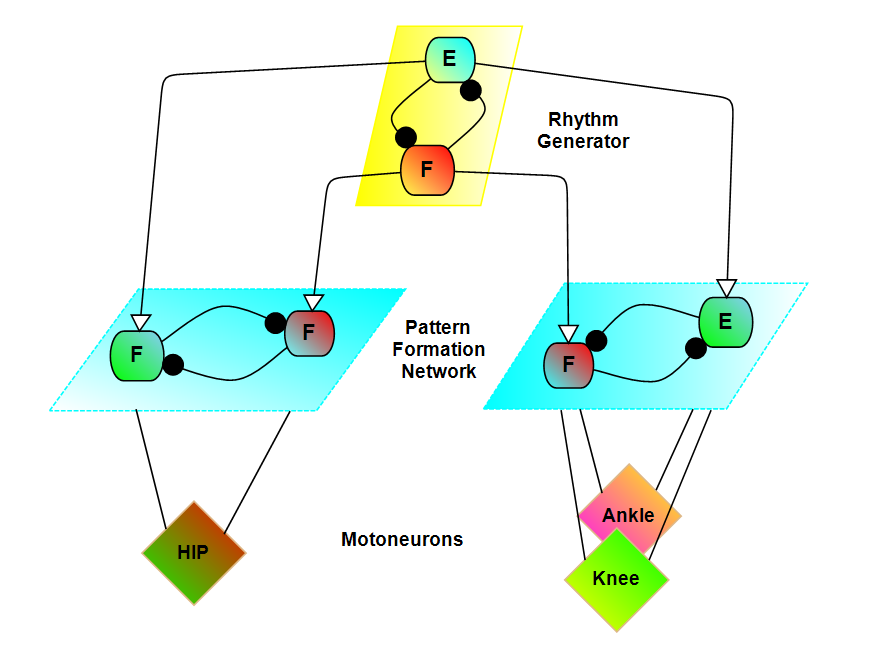 E
Rhythm
Generator
F
F
F
Pattern
Formation
Network
F
E
HIP
Motoneurons
Ankle
Knee